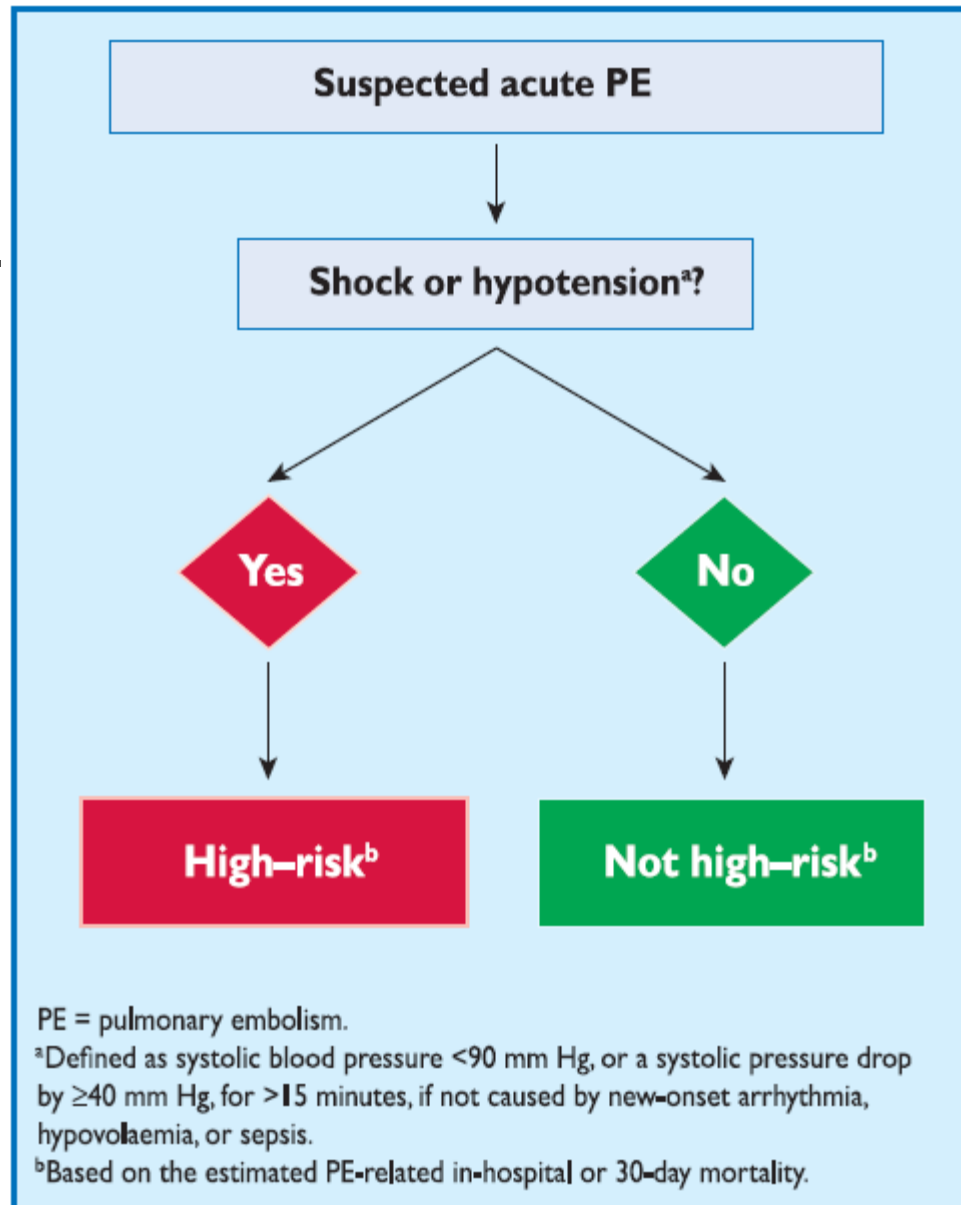 Suspected acute PE
Shock or hypotensionᵃ?
Yes
No
High–riskᵇ
Not high–riskᵇ
PE = pulmonary embolism.
ᵃDefined as systolic blood pressure <90 mm Hg, or a systolic pressure drop
by ≥40 mm Hg, for >15 minutes, if not caused by new-onset arrhythmia,
hypovolaemia, or sepsis.
ᵇBased on the estimated PE-related in-hospital or 30-day mortality.